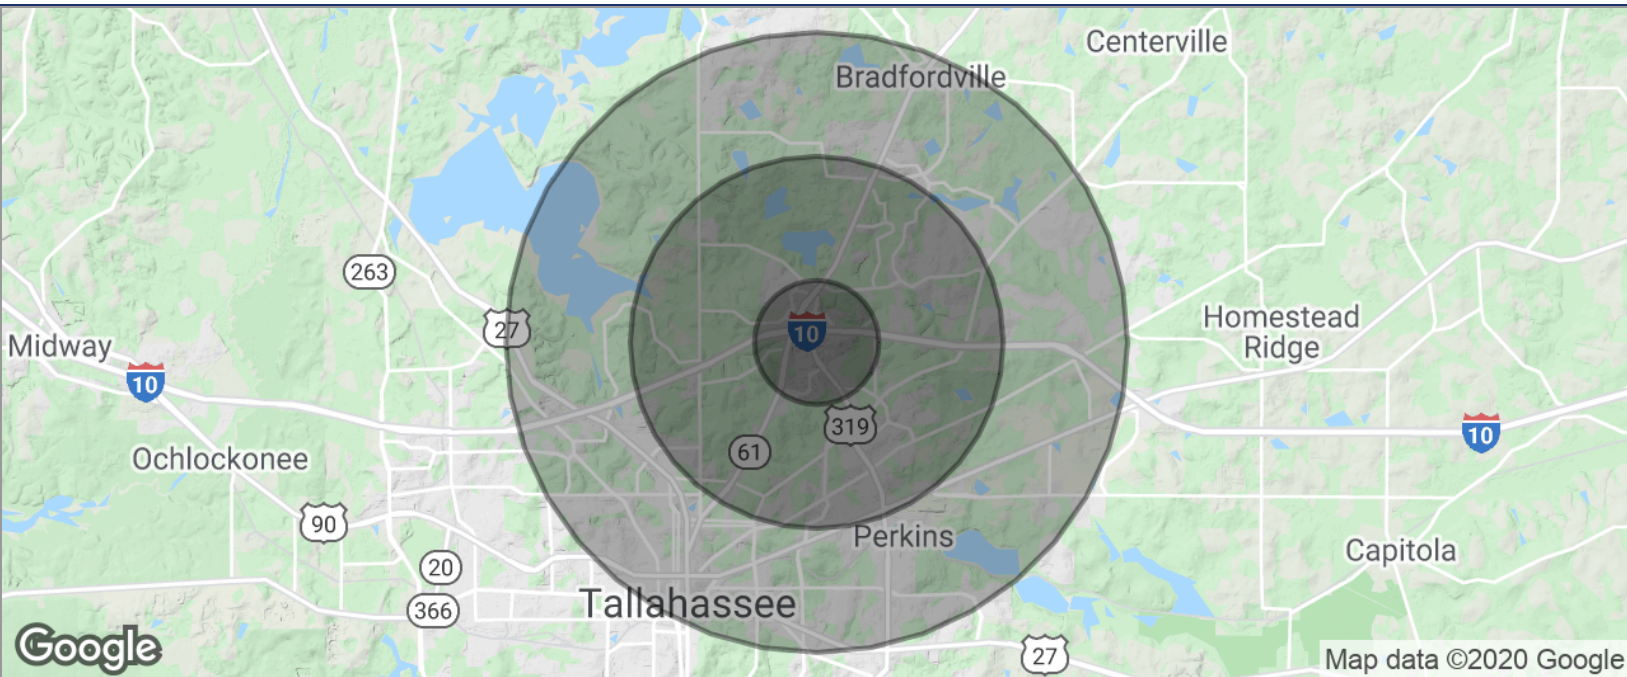 Centerville
Bradfordville
263
27
10
Homestead
Ridge
Midway
10
319
10
61
Ochlockonee
90
Perkins
Capitola
20
Tallahassee
366
Google
27
Map data ©2020 Google